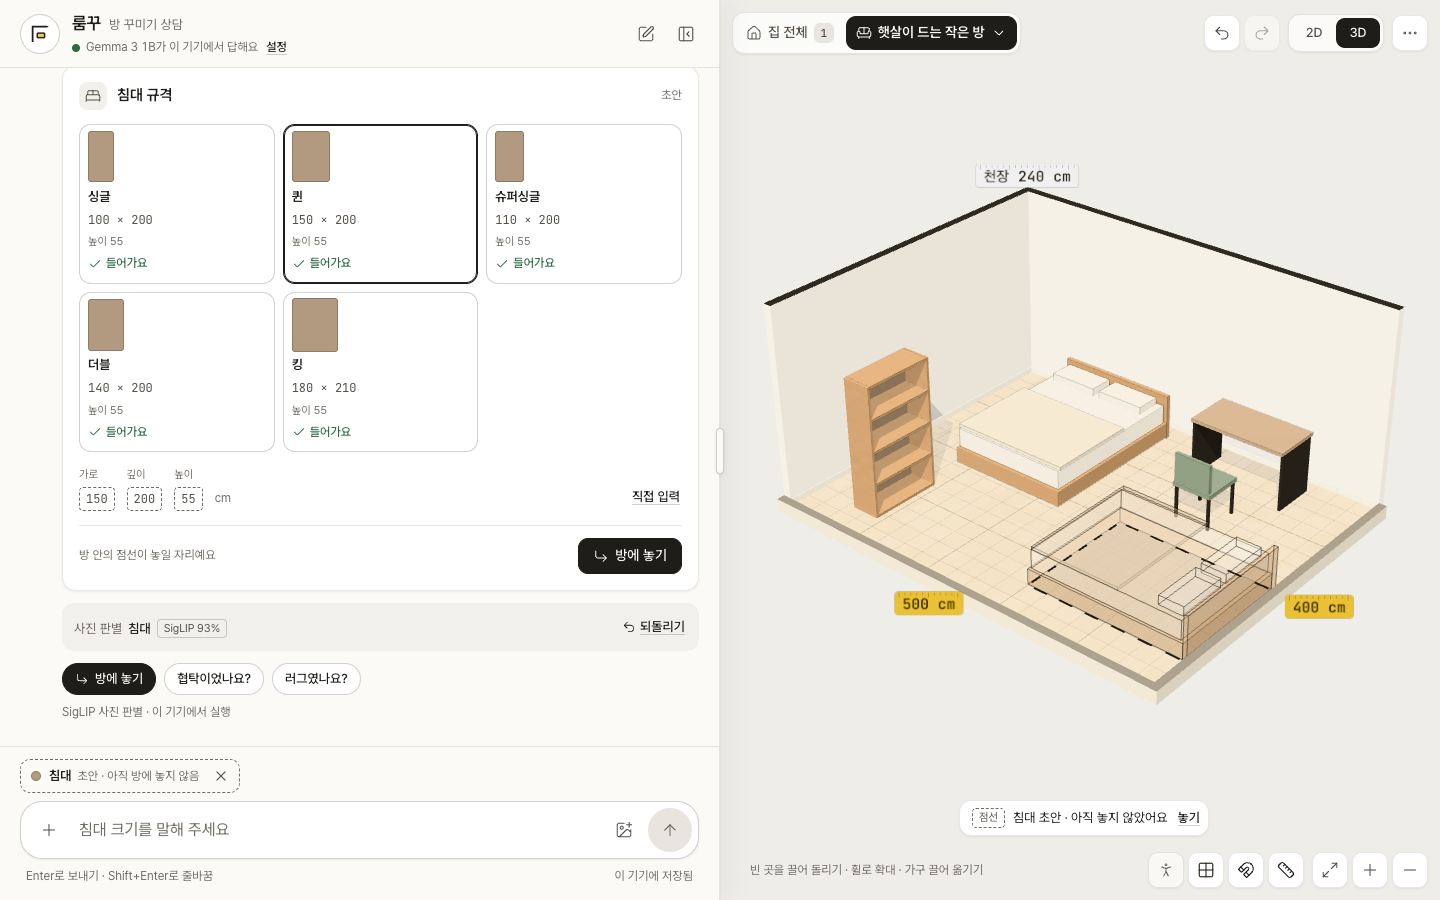 룸꾸 방 꾸미기 상담
Gemma 3 1B가 이 기기에서 답해요 설정
침대 규격
초안
싱글
100 × 200
높이 55
들어가요
퀸
150 × 200
높이 55
들어가요
슈퍼싱글
110 × 200
높이 55
들어가요
더블
140 × 200
높이 55
들어가요
킹
180 × 210
높이 55
들어가요
가로 깊이 높이
150 200 55 cm
직접 입력
방 안의 점선이 놓일 자리예요
방에 놓기
사진 판별 침대 SigLIP 93%
되돌리기
방에 놓기
협탁이었나요?
러그였나요?
SigLIP 사진 판별 · 이 기기에서 실행
침대 초안 · 아직 방에 놓지 않음
침대 크기를 말해 주세요
Enter로 보내기 · Shift+Enter로 줄바꿈
이 기기에 저장됨
집 전체 1
햇살이 드는 작은 방
2D 3D
천장 240 cm
500 cm
400 cm
점선 침대 초안 · 아직 놓지 않았어요 놓기
빈 곳을 끌어 돌리기 · 휠로 확대 · 가구 끌어 옮기기